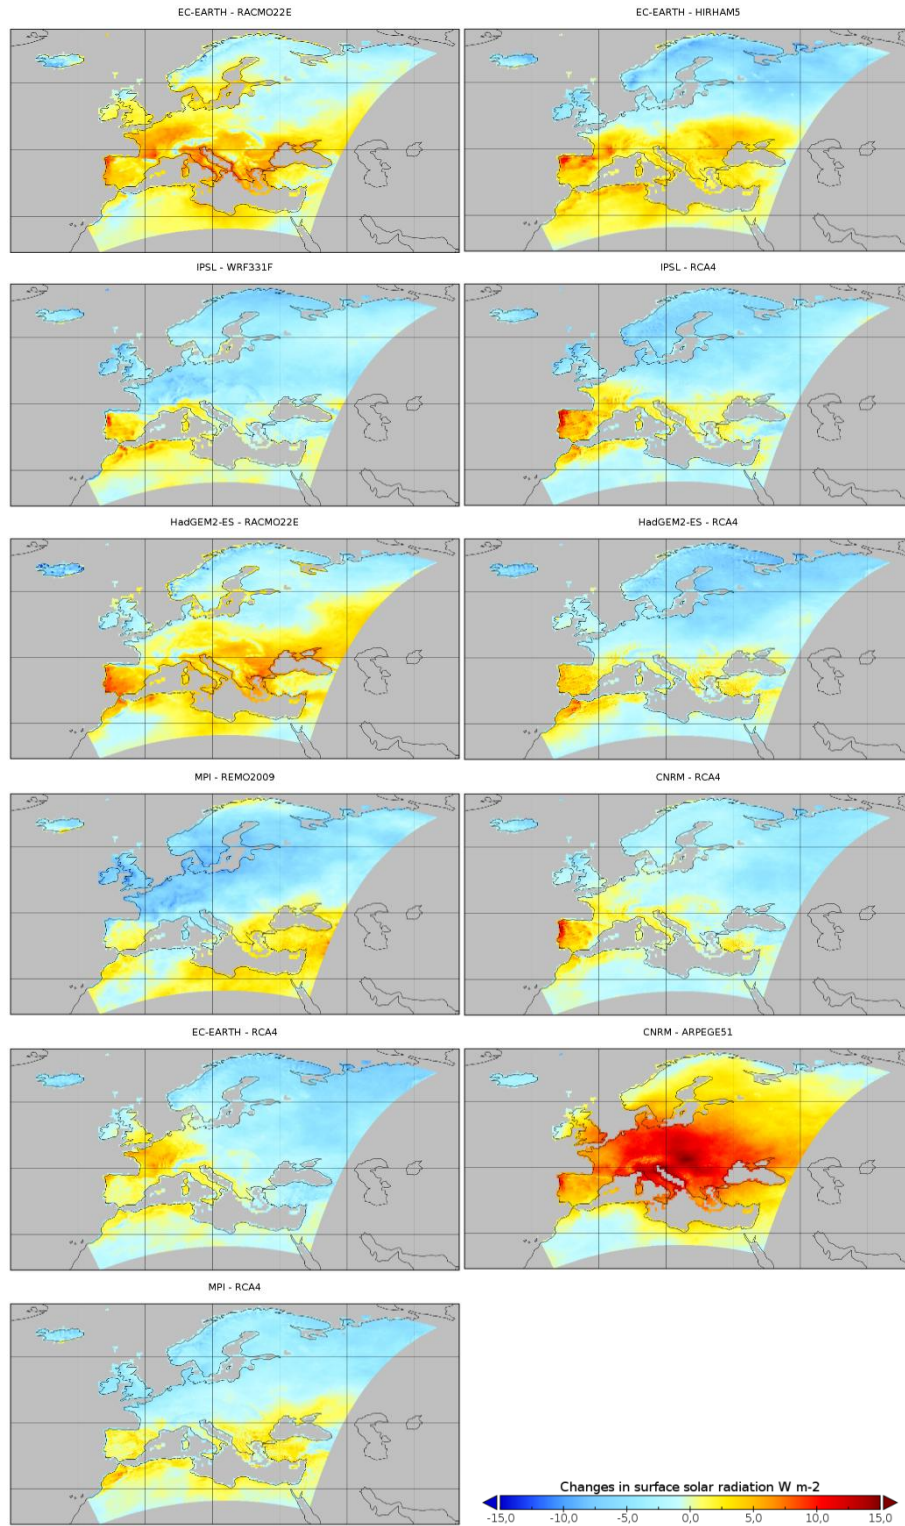 EC-EARTH - RACMO22E
EC-EARTH - HIRHAM5
IPSL - WRF331F
IPSL - RCA4
HadGEM2-ES - RACMO22E
HadGEM2-ES - RCA4
MPI - REMO2009
CNRM - RCA4
EC-EARTH - RCA4
CNRM - ARPEGE51
MPI - RCA4
Changes in surface solar radiation W m-2
-15,0 -10,0 -5,0 0,0 5,0 10,0 15,0